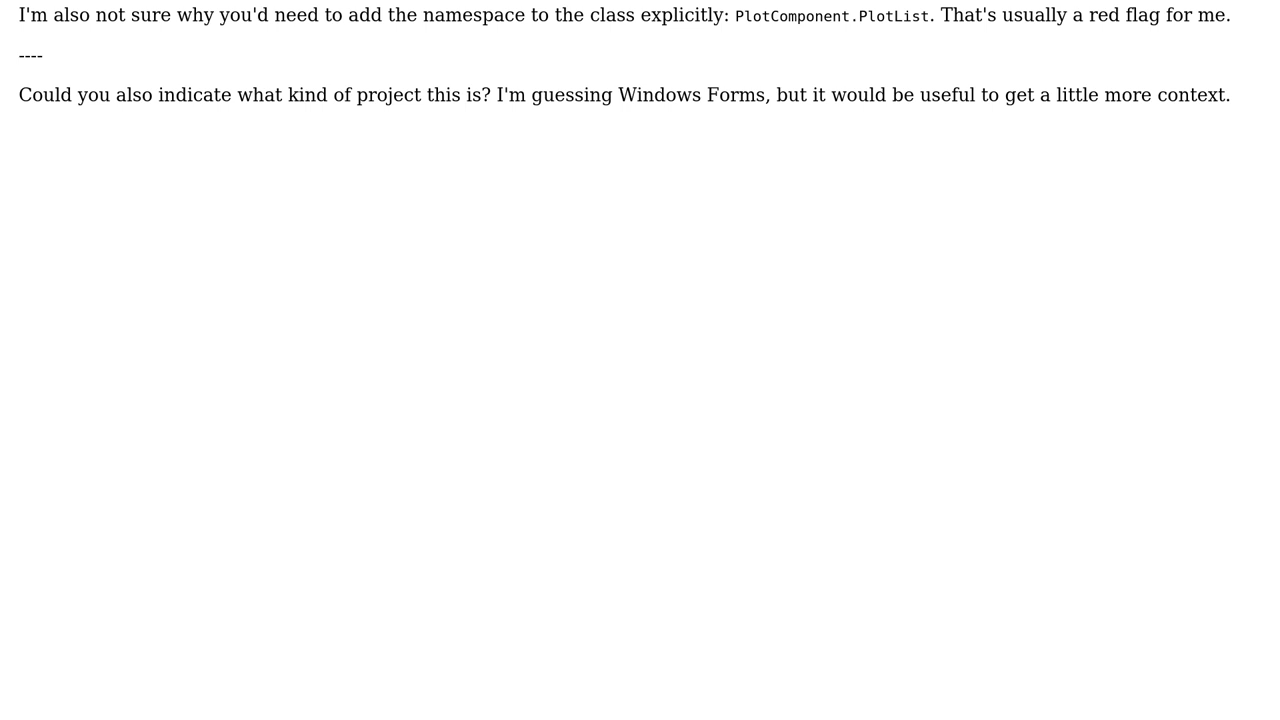 I'm also not sure why you'd need to add the namespace to the class explicitly: PlotComponent.PlotList. That's usually a red flag for me.
----
Could you also indicate what kind of project this is? I'm guessing Windows Forms, but it would be useful to get a little more context.